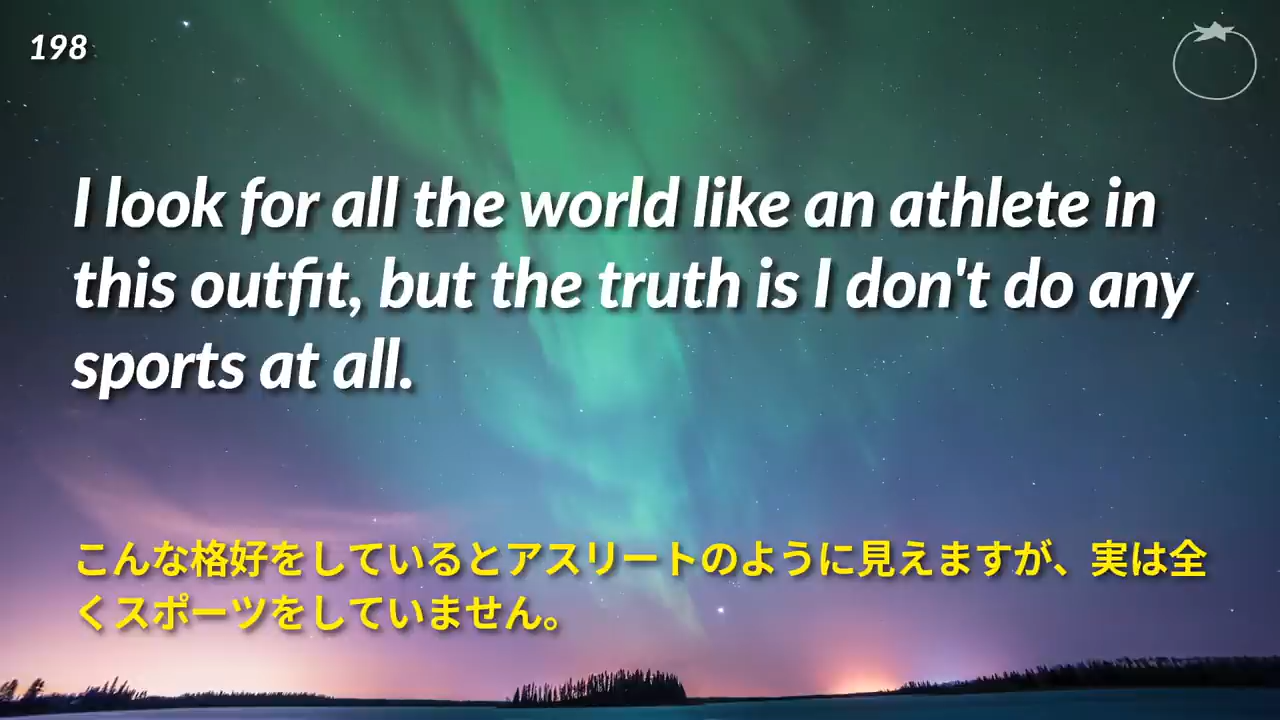 198
I look for all the world like an athlete in
this outfit, but the truth is I don't do any
sports at all.
こんな格好をしているとアスリートのように見えますが、実は全
くスポーツをしていません。